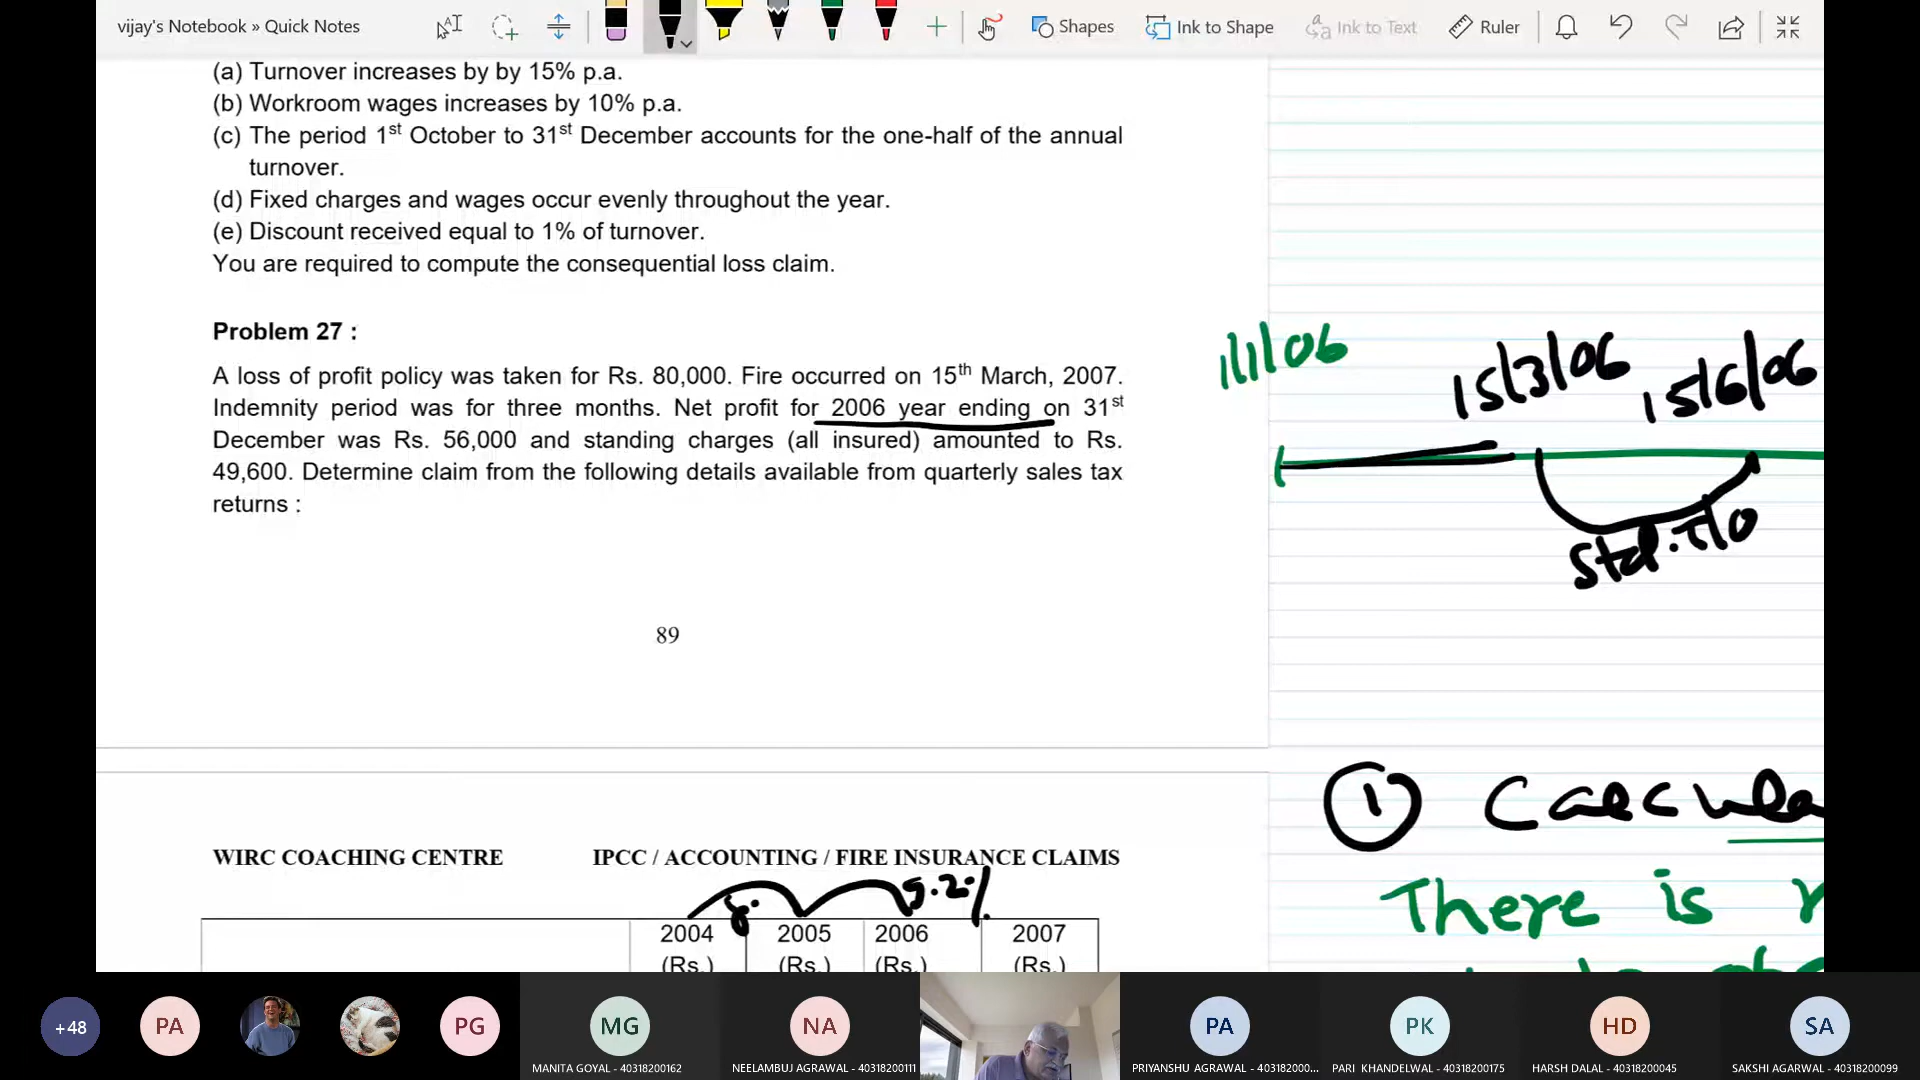 vijay's Notebook » Quick Notes
Shapes
Ink to Shape
Ink to Text
Ruler
(a) Turnover increases by by 15% p.a.
(b) Workroom wages increases by 10% p.a.
(c) The period 1st October to 31st December accounts for the one-half of the annual
turnover.
(d) Fixed charges and wages occur evenly throughout the year.
(e) Discount received equal to 1% of turnover.
You are required to compute the consequential loss claim.
Problem 27 :
A loss of profit policy was taken for Rs. 80,000. Fire occurred on 15th March, 2007.
Indemnity period was for three months. Net profit for 2006 year ending on 31st
December was Rs. 56,000 and standing charges (all insured) amounted to Rs.
49,600. Determine claim from the following details available from quarterly sales tax
returns :
89
1/1/06
15/3/06
15/6/06
Std. T/O
1 Calcula
There is
WIRC COACHING CENTRE
IPCC / ACCOUNTING / FIRE INSURANCE CLAIMS
2004 2005 2006 2007
(Rs.) (Rs.) (Rs.) (Rs.)
+48
PA
PG
MG
NA
PA
PK
HD
SA
MANITA GOYAL - 40318200162
NEELAMBUJ AGRAWAL - 40318200111
PRIYANSHU AGRAWAL - 403182000...
PARI KHANDELWAL - 40318200175
HARSH DALAL - 40318200045
SAKSHI AGARWAL - 40318200099